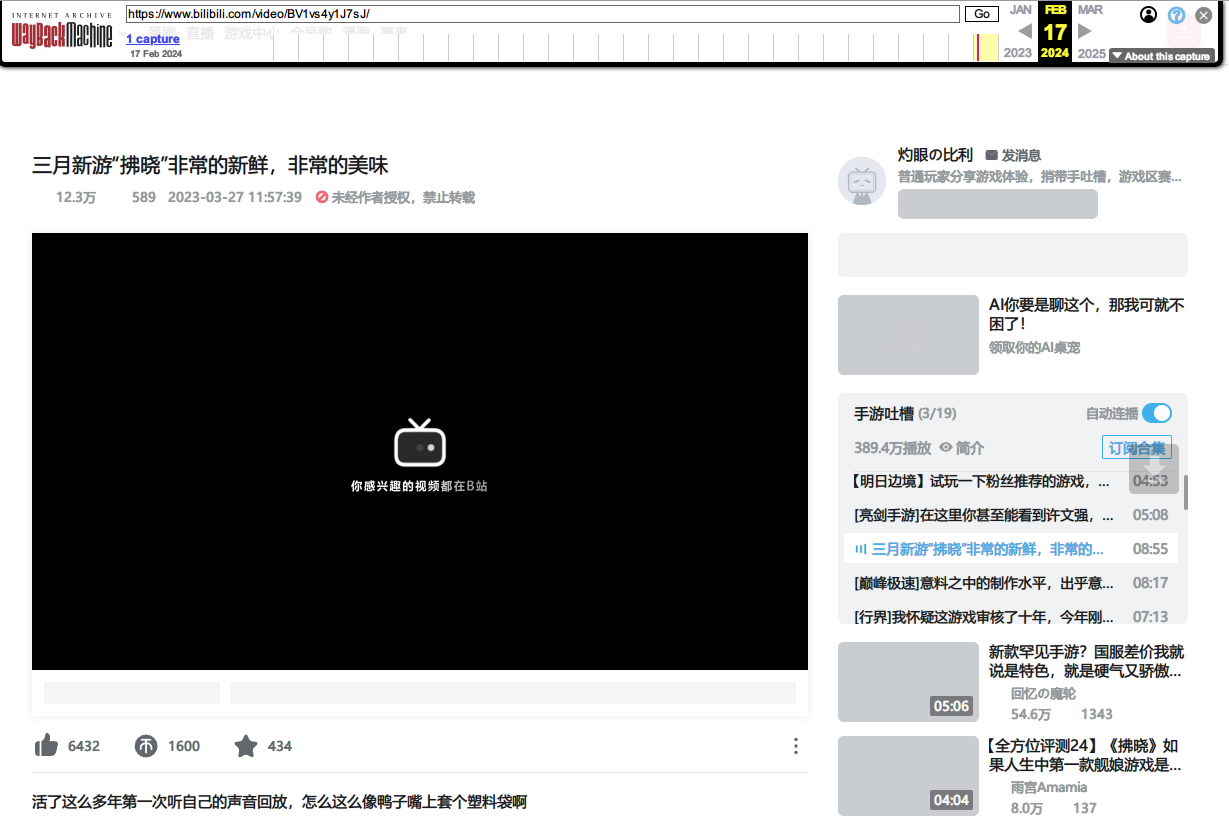 INTERNET ARCHIVE
WayBackMachine
https://www.bilibili.com/video/BV1vs4y1J7sJ/
Go
1 capture
17 Feb 2024
直播 游戏中心
JAN FEB MAR
17
2023 2024 2025
About this capture
三月新游“拂晓”非常的新鲜，非常的美味
12.3万 589 2023-03-27 11:57:39 未经作者授权，禁止转载
你感兴趣的视频都在B站
6432 1600 434
活了这么多年第一次听自己的声音回放，怎么这么像鸭子嘴上套个塑料袋啊
灼眼の比利 发消息
普通玩家分享游戏体验，捎带手吐槽，游戏区赛...
AI你要是聊这个，那我可就不
困了！
领取你的AI桌宠
手游吐槽 (3/19) 自动连播
389.4万播放 简介 订阅合集
【明日边境】试玩一下粉丝推荐的游戏，... 04:53
[亮剑手游]在这里你甚至能看到许文强，... 05:08
三月新游“拂晓”非常的新鲜，非常的... 08:55
[巅峰极速]意料之中的制作水平，出乎意... 08:17
[行界]我怀疑这游戏审核了十年，今年刚... 07:13
05:06
新款罕见手游？国服差价我就
说是特色，就是硬气又骄傲...
回忆の魔轮
54.6万 1343
04:04
【全方位评测24】《拂晓》如
果人生中第一款舰娘游戏是...
雨宮Amamia
8.0万 137